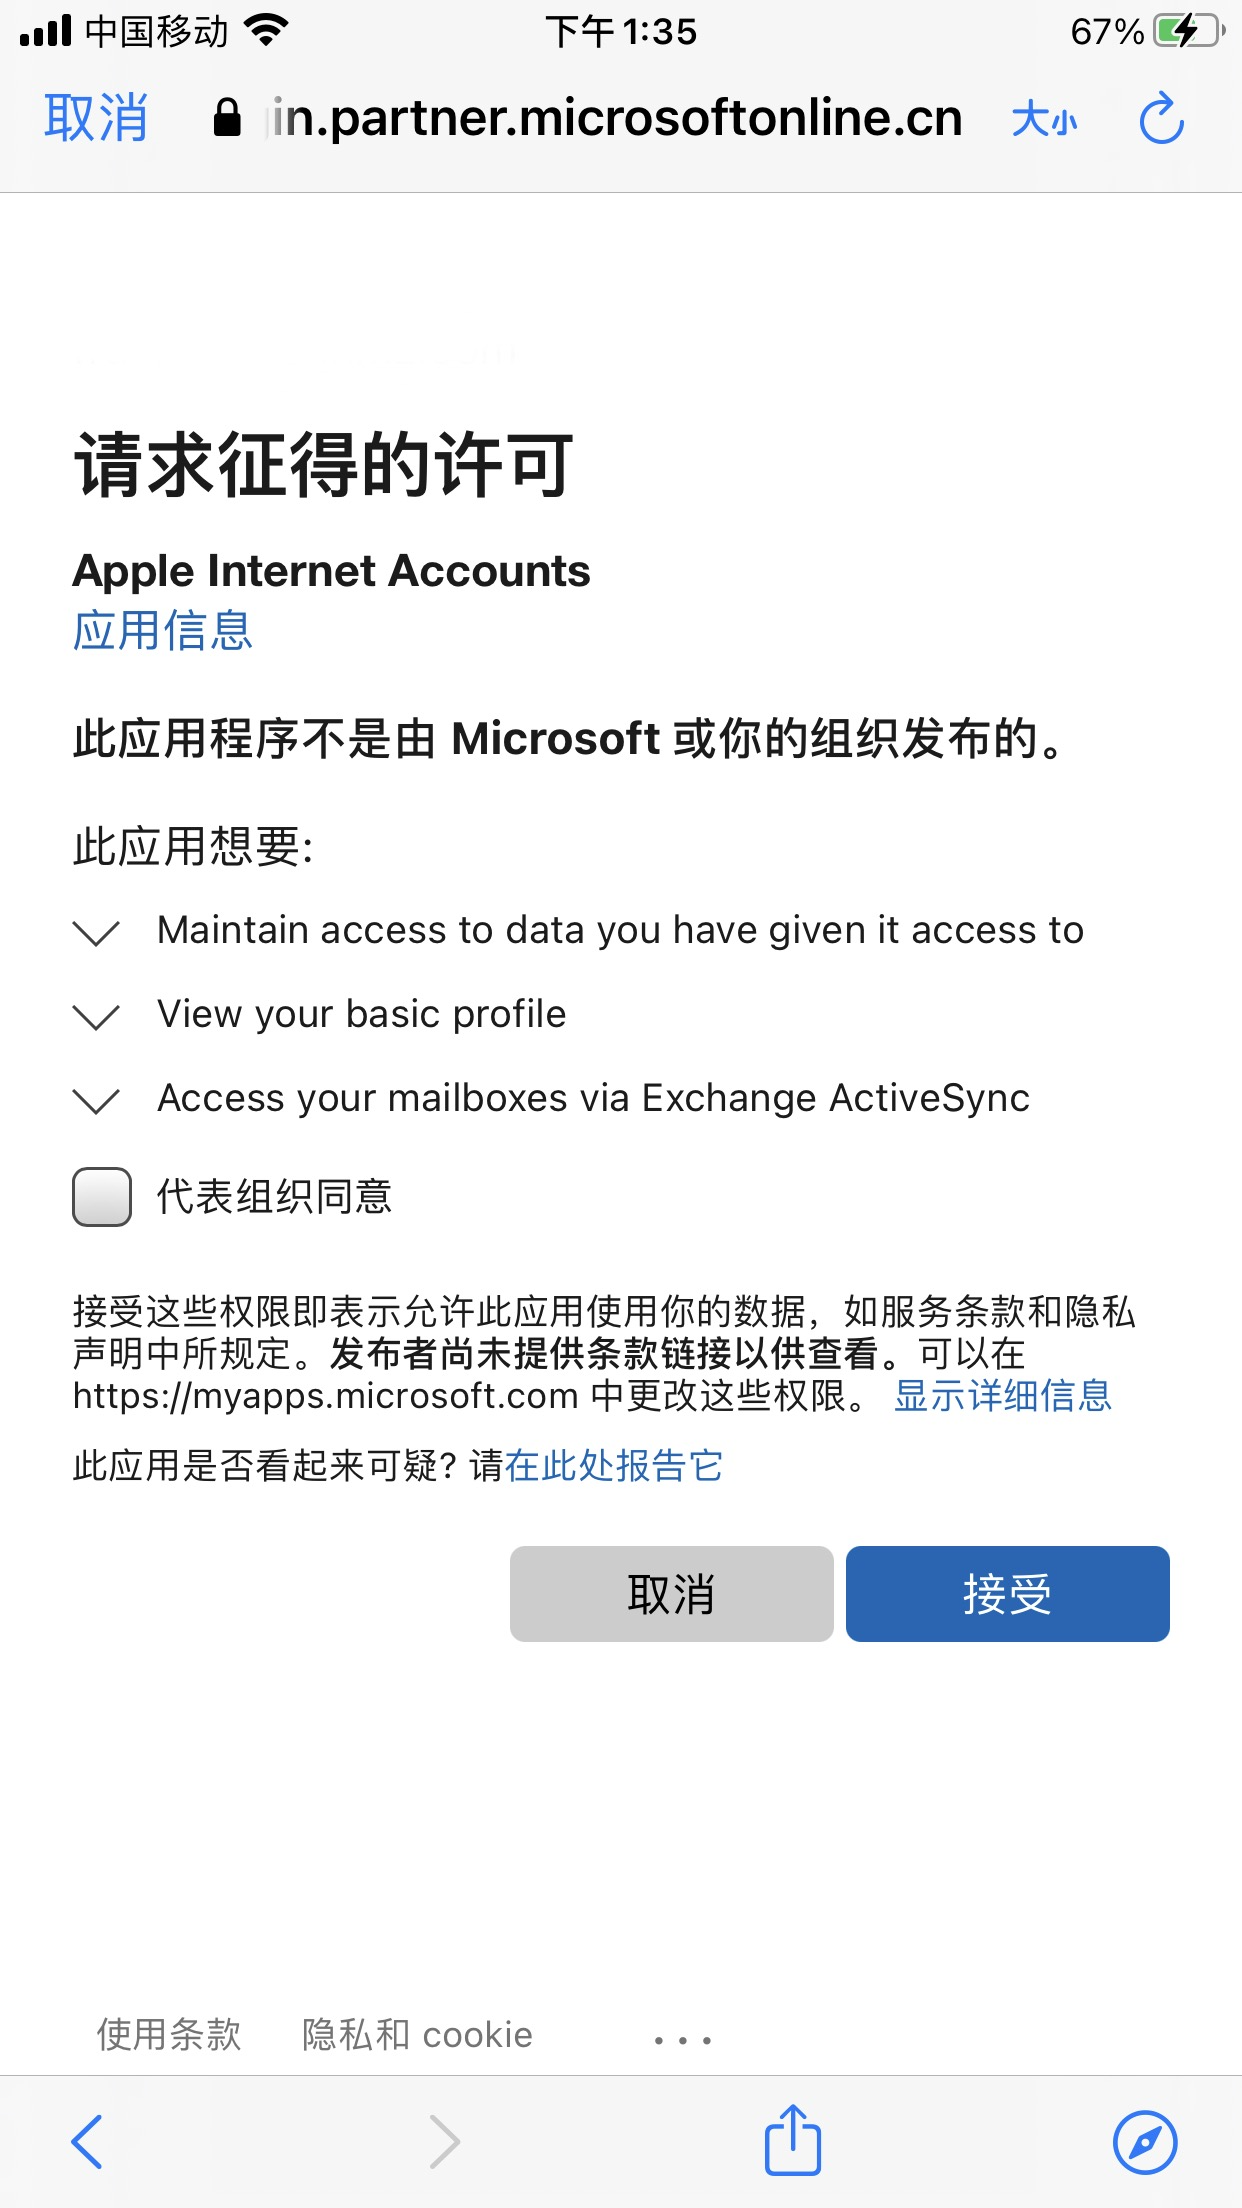 中国移动
下午 1:35
67%
取消
in.partner.microsoftonline.cn
大小
请求征得的许可
Apple Internet Accounts
应用信息
此应用程序不是由 Microsoft 或你的组织发布的。
此应用想要:
Maintain access to data you have given it access to
View your basic profile
Access your mailboxes via Exchange ActiveSync
代表组织同意
接受这些权限即表示允许此应用使用你的数据，如服务条款和隐私
声明中所规定。发布者尚未提供条款链接以供查看。可以在
https://myapps.microsoft.com 中更改这些权限。 显示详细信息
此应用是否看起来可疑? 请在此处报告它
取消
接受
使用条款
隐私和 cookie
...